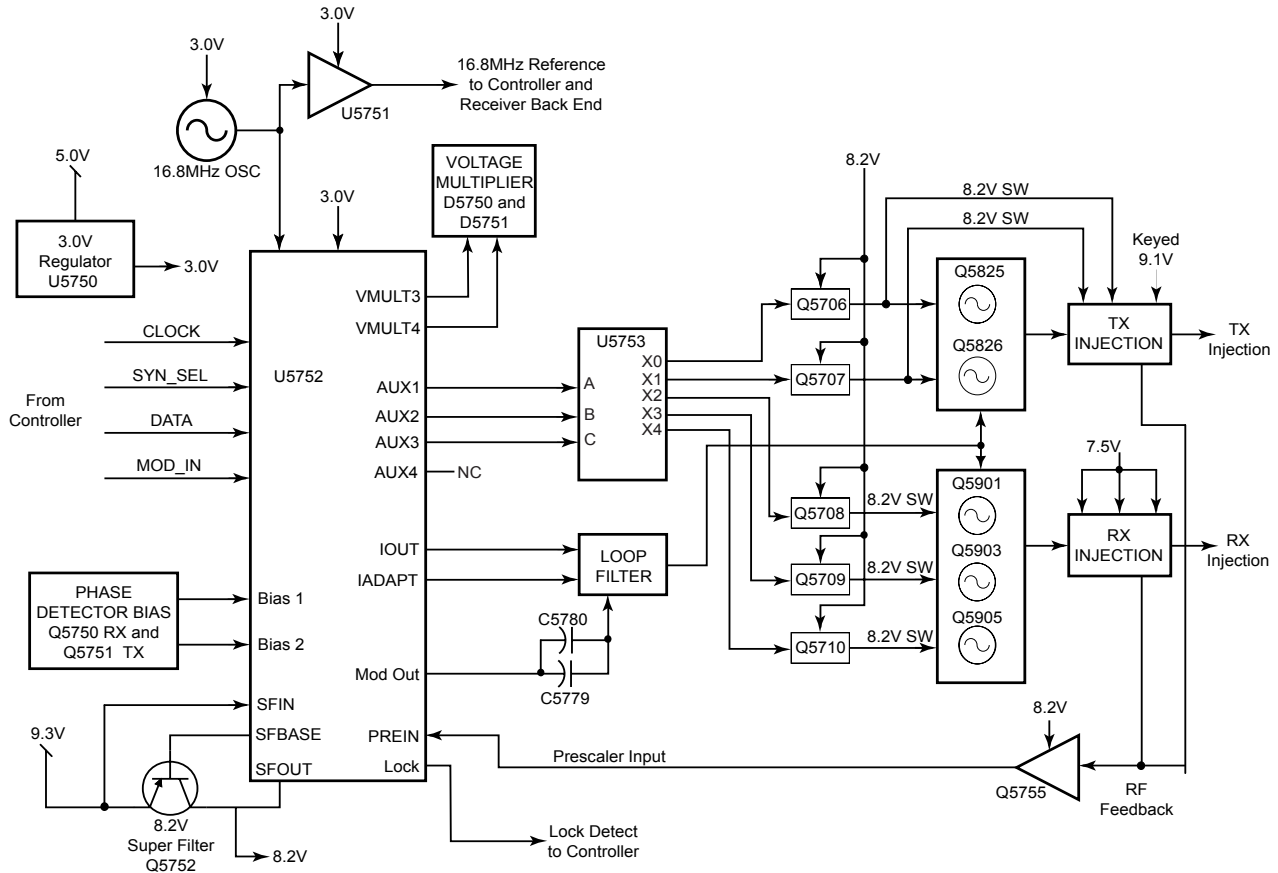 3.0V
3.0V
16.8MHz Reference
to Controller and
Receiver Back End
U5751
16.8MHz OSC
5.0V
3.0V
Regulator
U5750
3.0V
3.0V
VOLTAGE
MULTIPLIER
D5750 and
D5751
8.2V
8.2V SW
8.2V SW
Keyed
9.1V
VMULT3
VMULT4
CLOCK
SYN_SEL
DATA
MOD_IN
From
Controller
U5752
AUX1
AUX2
AUX3
AUX4
NC
U5753
A
B
C
X0
X1
X2
X3
X4
Q5706
Q5707
Q5825
Q5826
TX
INJECTION
TX
Injection
7.5V
Q5708
Q5709
Q5710
8.2V SW
8.2V SW
8.2V SW
Q5901
Q5903
Q5905
RX
INJECTION
RX
Injection
IOUT
IADAPT
LOOP
FILTER
PHASE
DETECTOR BIAS
Q5750 RX and
Q5751 TX
Bias 1
Bias 2
C5780
C5779
Mod Out
SFIN
SFBASE
SFOUT
PREIN
Lock
Prescaler Input
8.2V
Q5755
RF
Feedback
9.3V
8.2V
Super Filter
Q5752
8.2V
Lock Detect
to Controller